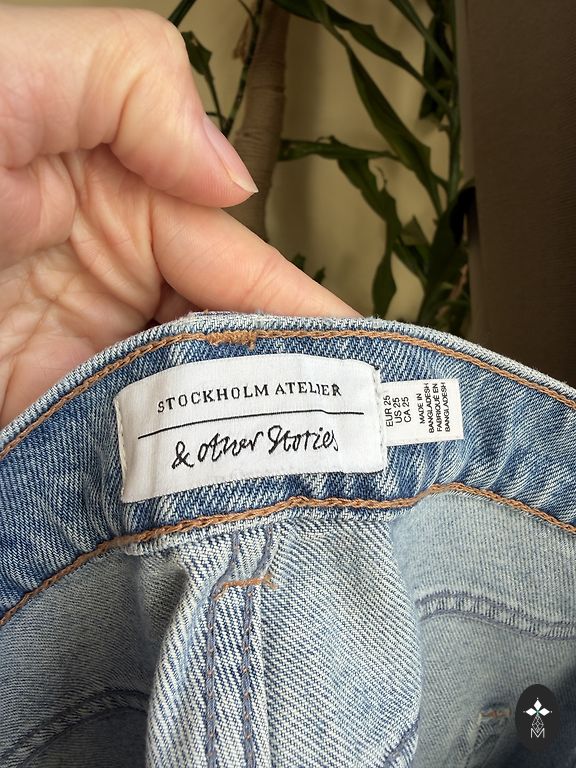 STOCKHOLM ATELIER
& other Stories
EUR 25
US 25
CA 25
MADE IN
BANGLADESH
FABRIQUÉ EN
BANGLADESH
M